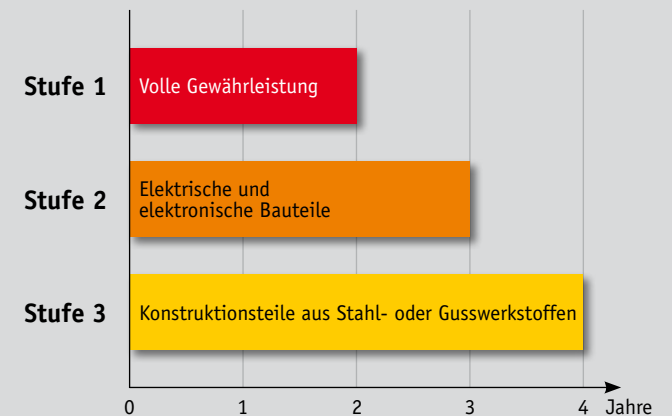 Stufe 1
Volle Gewährleistung
Stufe 2
Elektrische und
elektronische Bauteile
Stufe 3
Konstruktionsteile aus Stahl- oder Gusswerkstoffen
0 1 2 3 4 Jahre